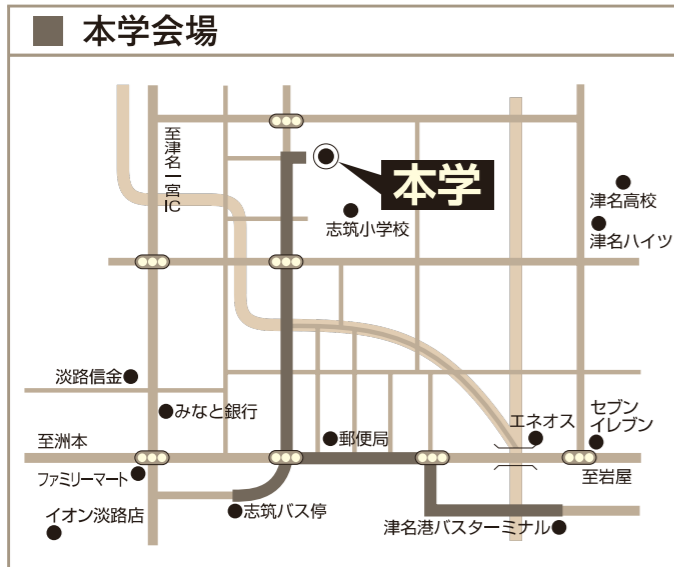 本学会場
至津名一宮IC
本学
志筑小学校
津名高校
津名ハイツ
淡路信金
みなと銀行
至洲本
郵便局
エネオス
セブン
イレブン
ファミリーマート
至岩屋
イオン淡路店
志筑バス停
津名港バスターミナル